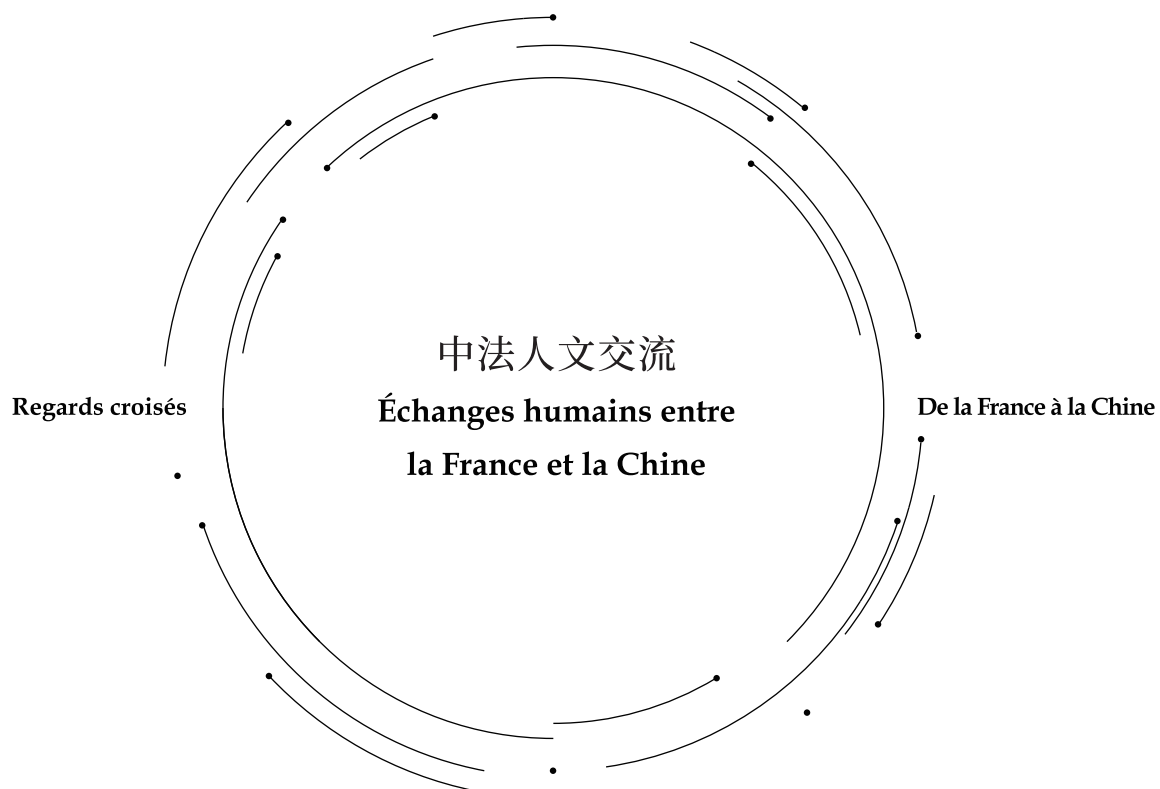 中法人文交流
Échanges humains entre
la France et la Chine
Regards croisés
De la France à la Chine